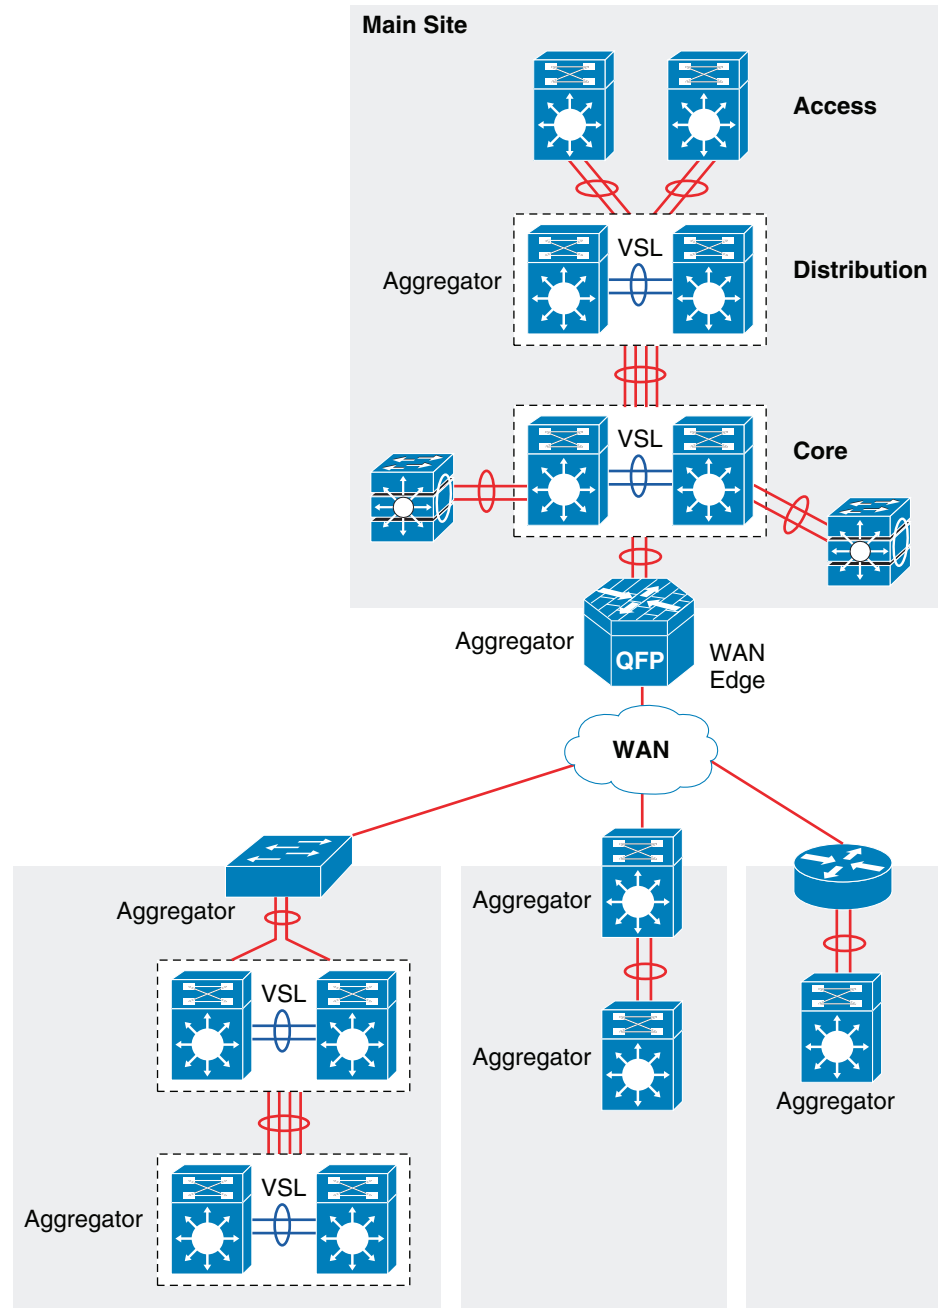 Main Site
Access
VSL
Aggregator
Distribution
VSL
Core
Aggregator
QFP
WAN
Edge
WAN
Aggregator
Aggregator
VSL
Aggregator
Aggregator
VSL
Aggregator